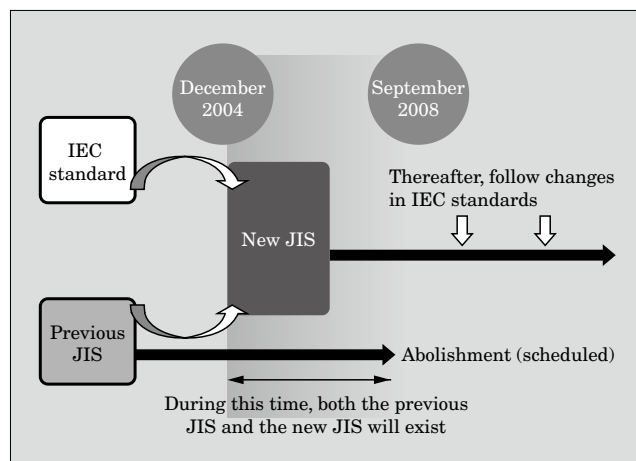 December
2004
September
2008
IEC
standard
Thereafter, follow changes
in IEC standards
New JIS
Previous
JIS
Abolishment (scheduled)
During this time, both the previous
JIS and the new JIS will exist